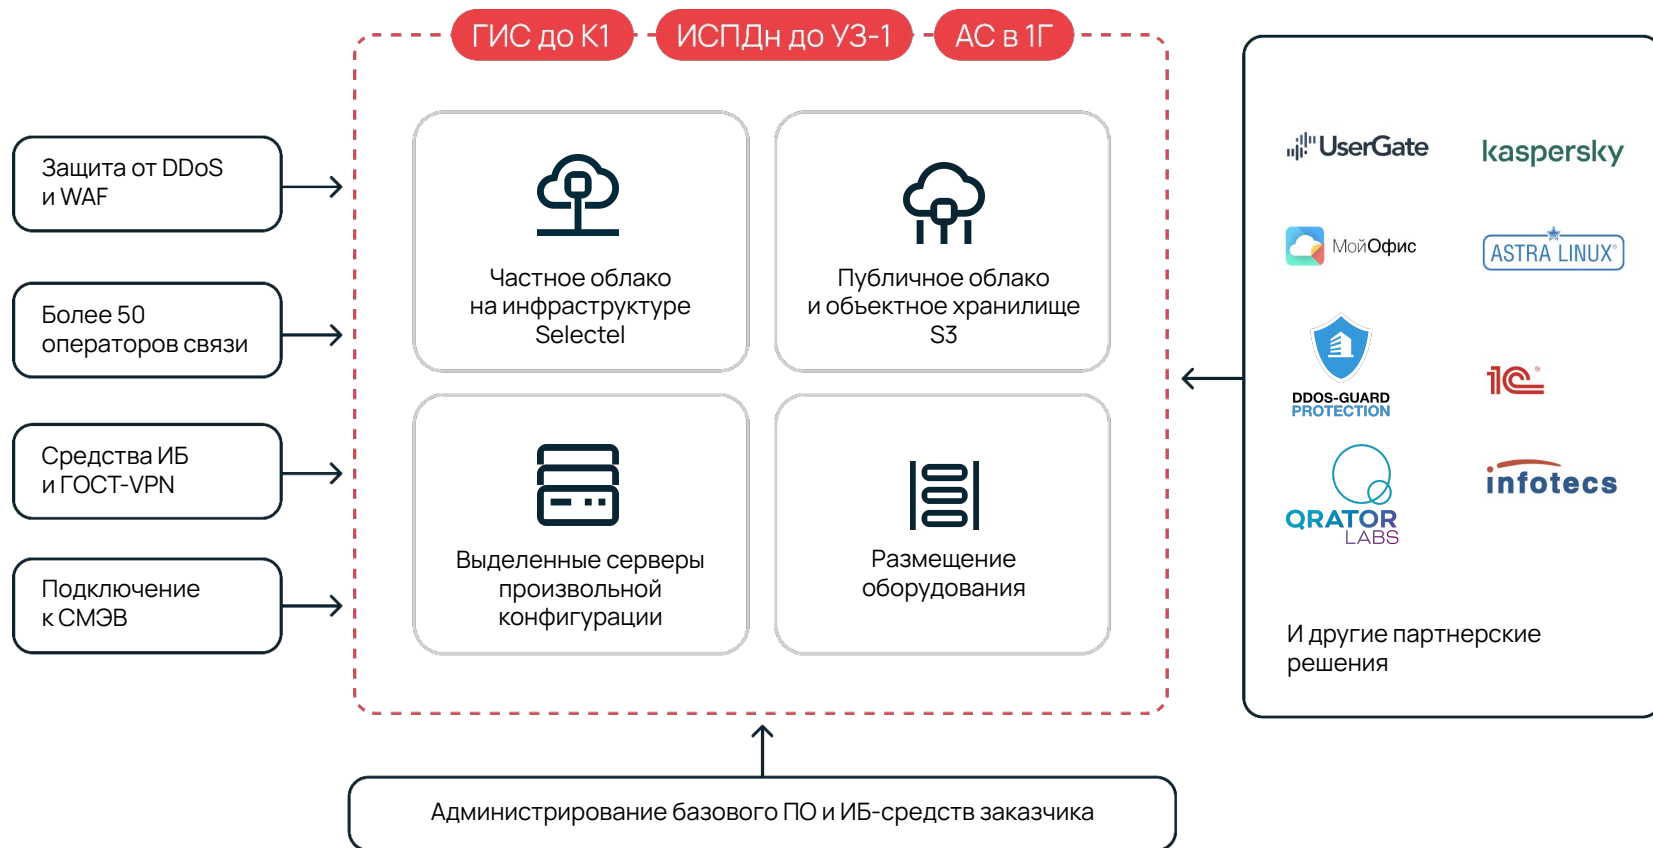 ГИС до К1
ИСПДн до УЗ-1
АС в 1Г
Защита от DDoS
и WAF
Более 50
операторов связи
Средства ИБ
и ГОСТ-VPN
Подключение
к СМЭВ
Частное облако
на инфраструктуре
Selectel
Публичное облако
и объектное хранилище
S3
Выделенные серверы
произвольной
конфигурации
Размещение
оборудования
UserGate
kaspersky
МойОфис
ASTRA LINUX®
DDOS-GUARD
PROTECTION
1С®
QRATOR
LABS
infotecs
И другие партнерские
решения
Администрирование базового ПО и ИБ-средств заказчика